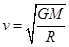 v = √(GM/R)